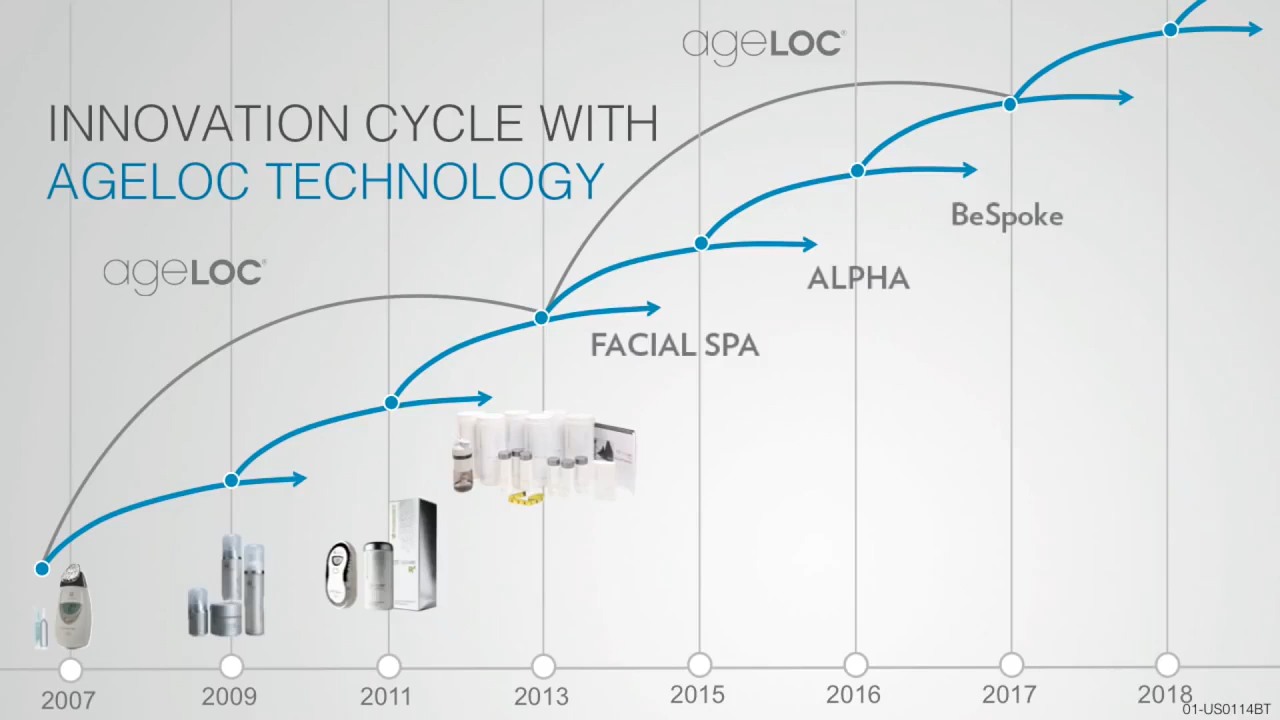 ageLOC®
INNOVATION CYCLE WITH
AGELOC TECHNOLOGY
ageLOC®
BeSpoke
ALPHA
FACIAL SPA
2007 2009 2011 2013 2015 2016 2017 2018
01-US0114BT